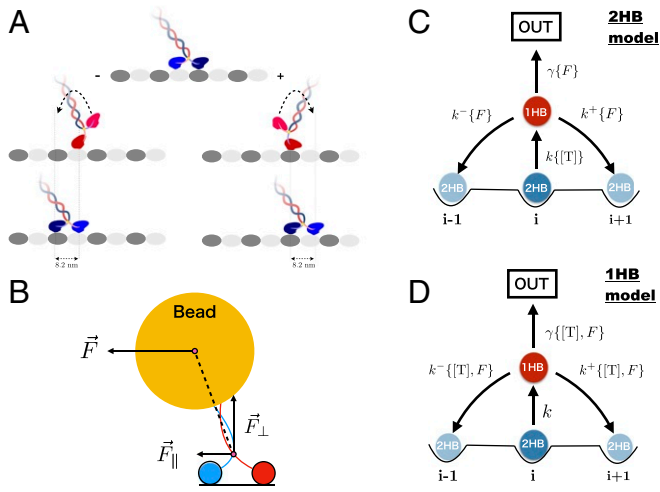 A
- +
8.2 nm
8.2 nm
B
Bead
F⃗
F⃗⊥
F⃗∥
C
OUT
2HB
model
γ{F}
1HB
k⁻{F}
k⁺{F}
k{[T]}
2HB
2HB
2HB
i-1
i
i+1
D
OUT
1HB
model
γ{[T], F}
k⁻{[T], F}
1HB
k⁺{[T], F}
k
2HB
2HB
2HB
i-1
i
i+1